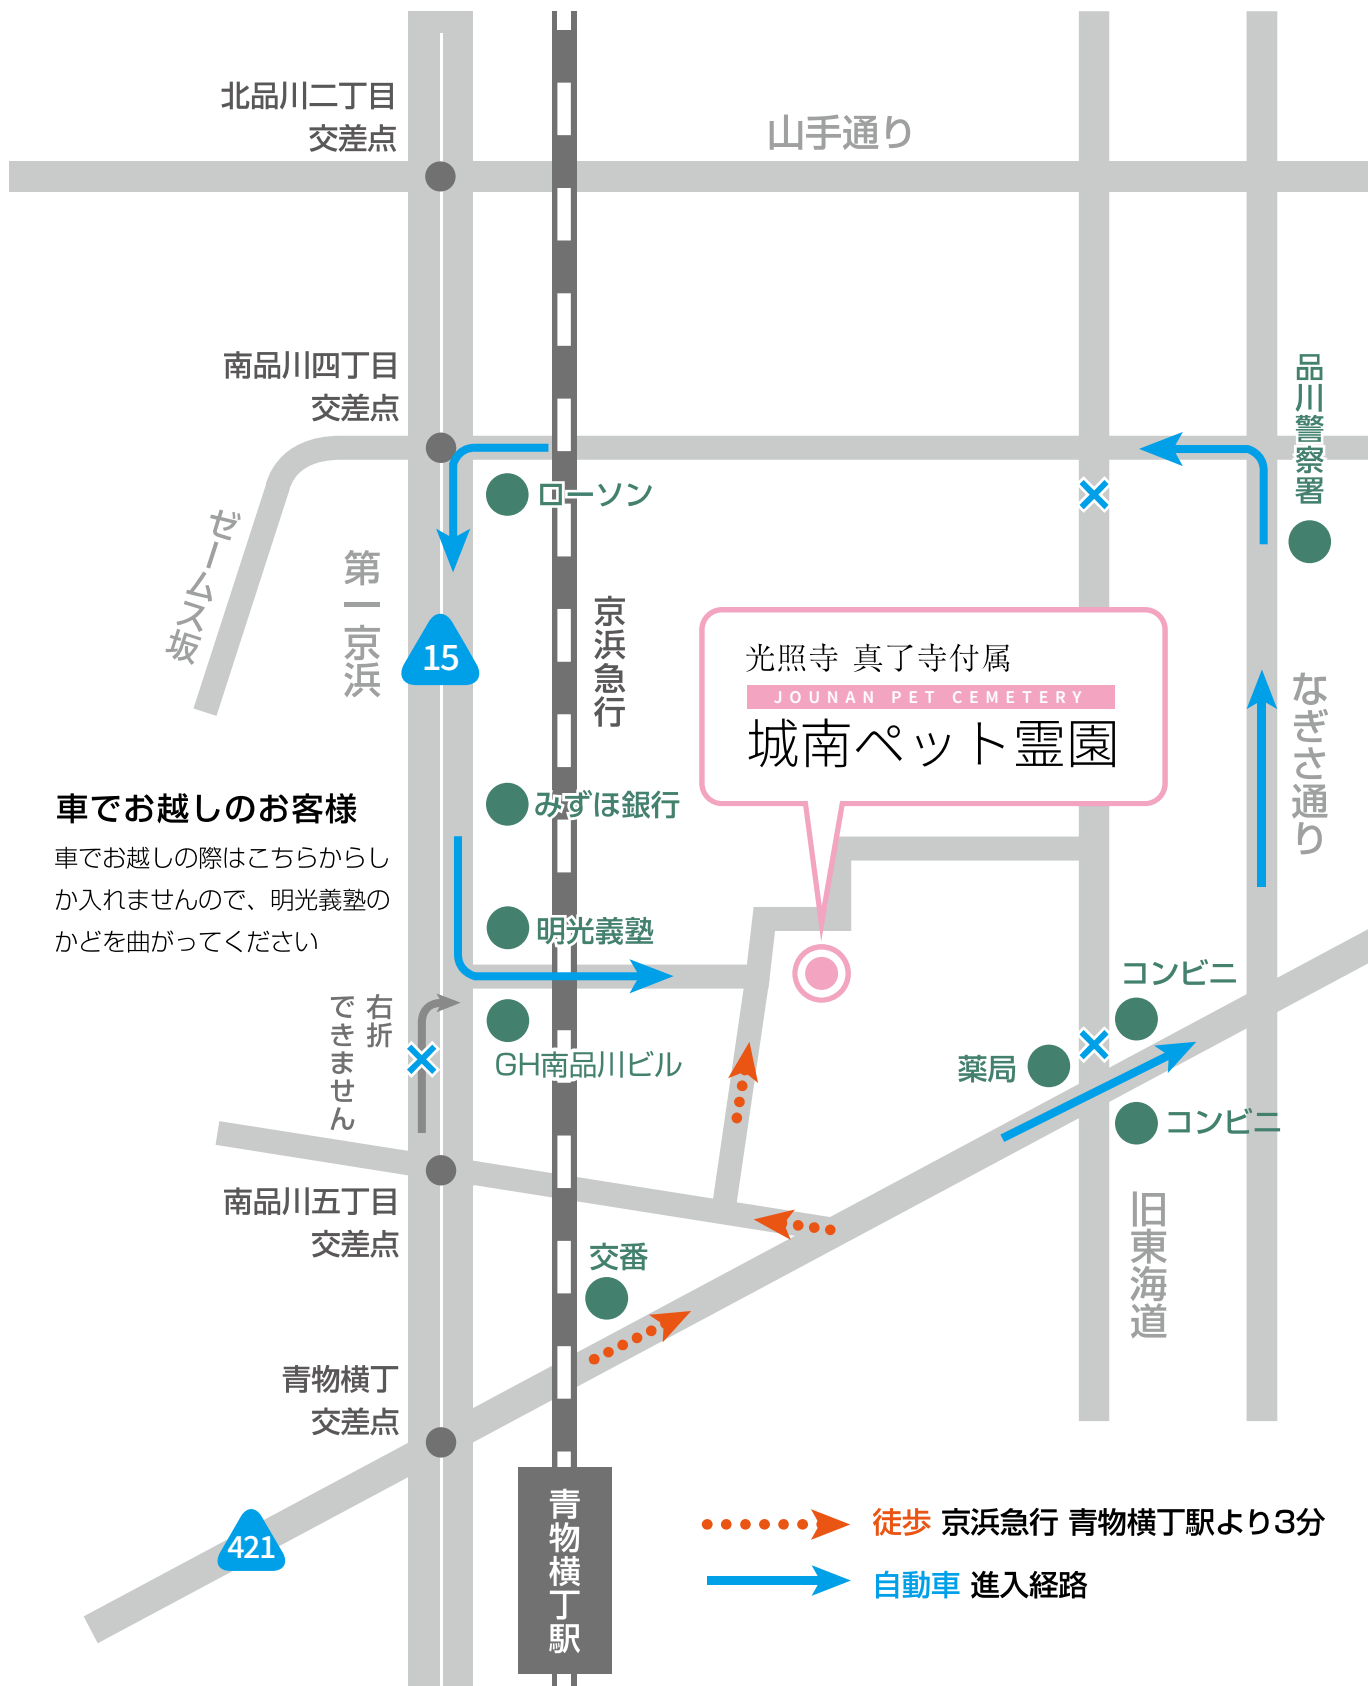 北品川二丁目
交差点
山手通り
南品川四丁目
交差点
品川警察署
ローソン
ゼームス坂
第一京浜
15
京浜急行
光照寺 真了寺付属
JOUNAN PET CEMETERY
城南ペット霊園
なぎさ通り
車でお越しのお客様
車でお越しの際はこちらからし
か入れませんので、明光義塾の
かどを曲がってください
みずほ銀行
明光義塾
右折
できません
GH南品川ビル
コンビニ
薬局
コンビニ
南品川五丁目
交差点
旧東海道
交番
青物横丁
交差点
421
青物横丁駅
徒歩 京浜急行 青物横丁駅より3分
自動車 進入経路